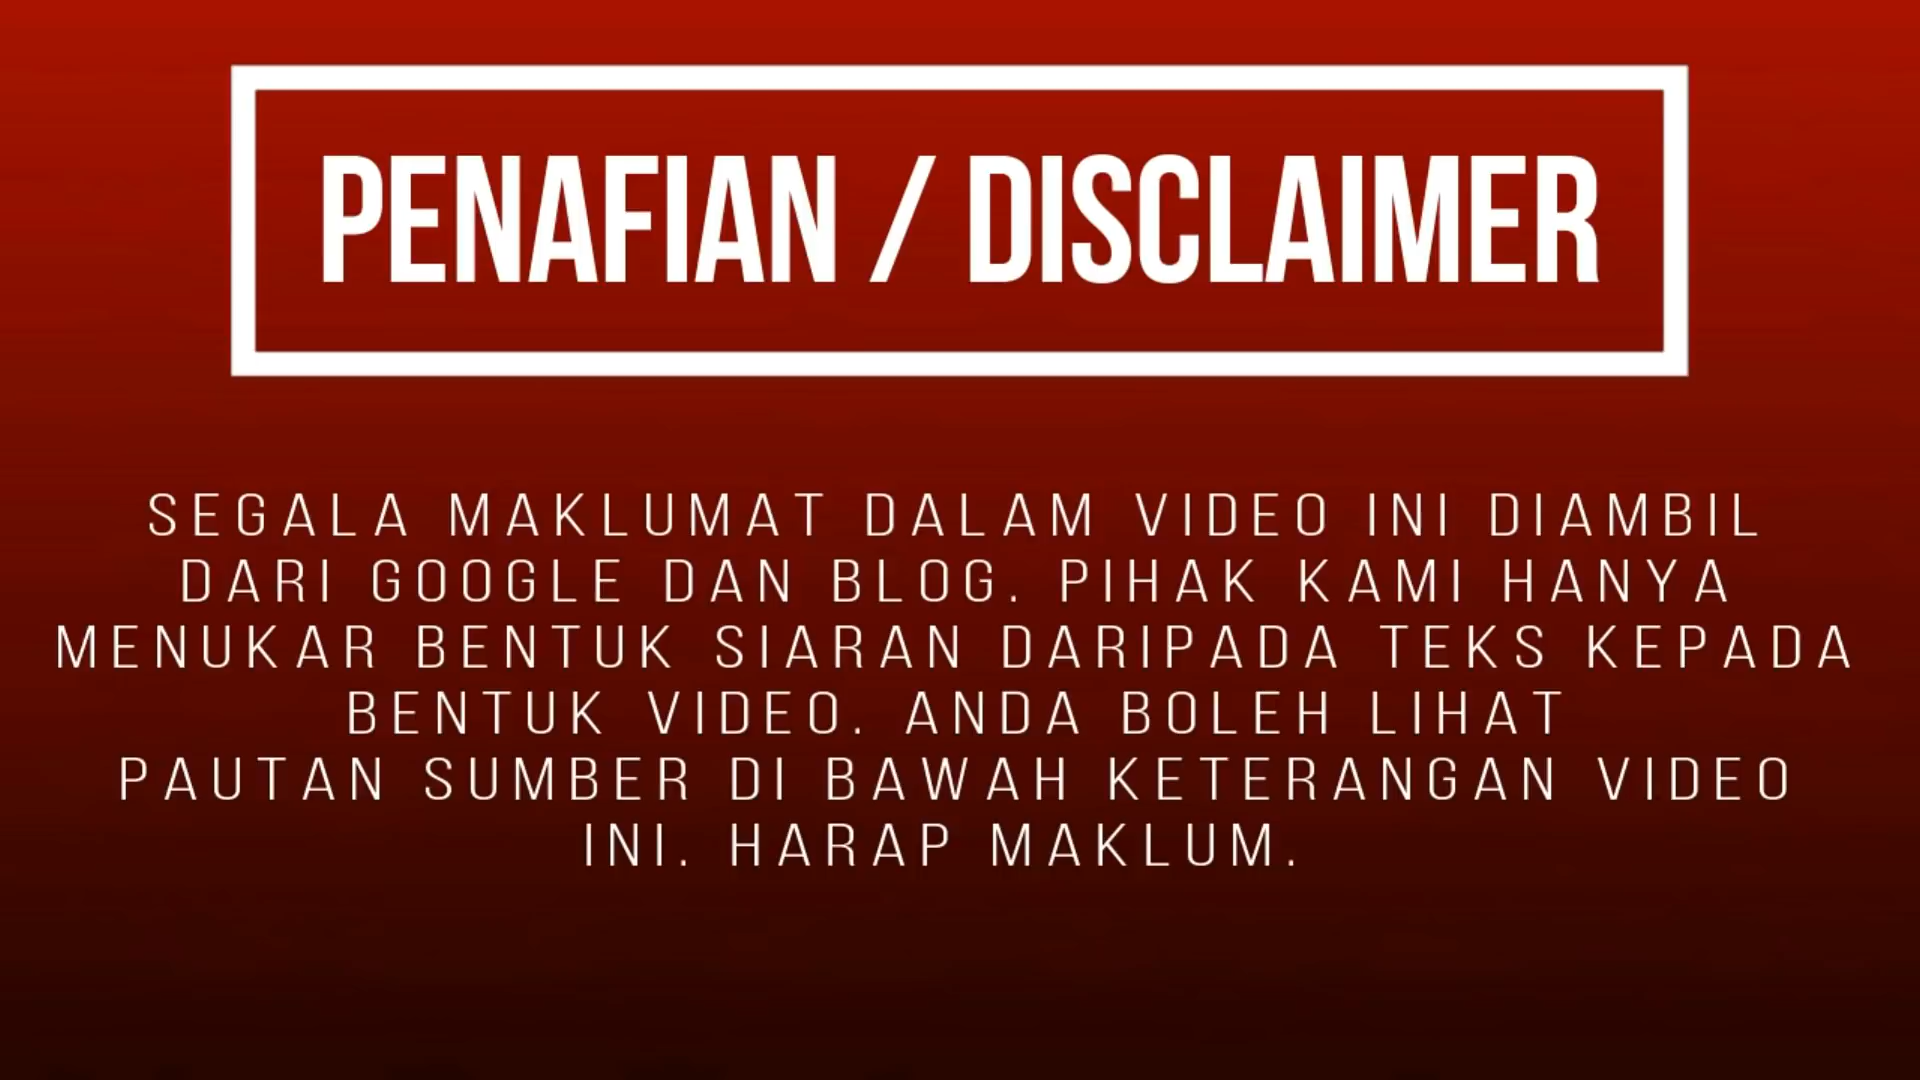 PENAFIAN / DISCLAIMER
SEGALA MAKLUMAT DALAM VIDEO INI DIAMBIL
DARI GOOGLE DAN BLOG. PIHAK KAMI HANYA
MENUKAR BENTUK SIARAN DARIPADA TEKS KEPADA
BENTUK VIDEO. ANDA BOLEH LIHAT
PAUTAN SUMBER DI BAWAH KETERANGAN VIDEO
INI. HARAP MAKLUM.